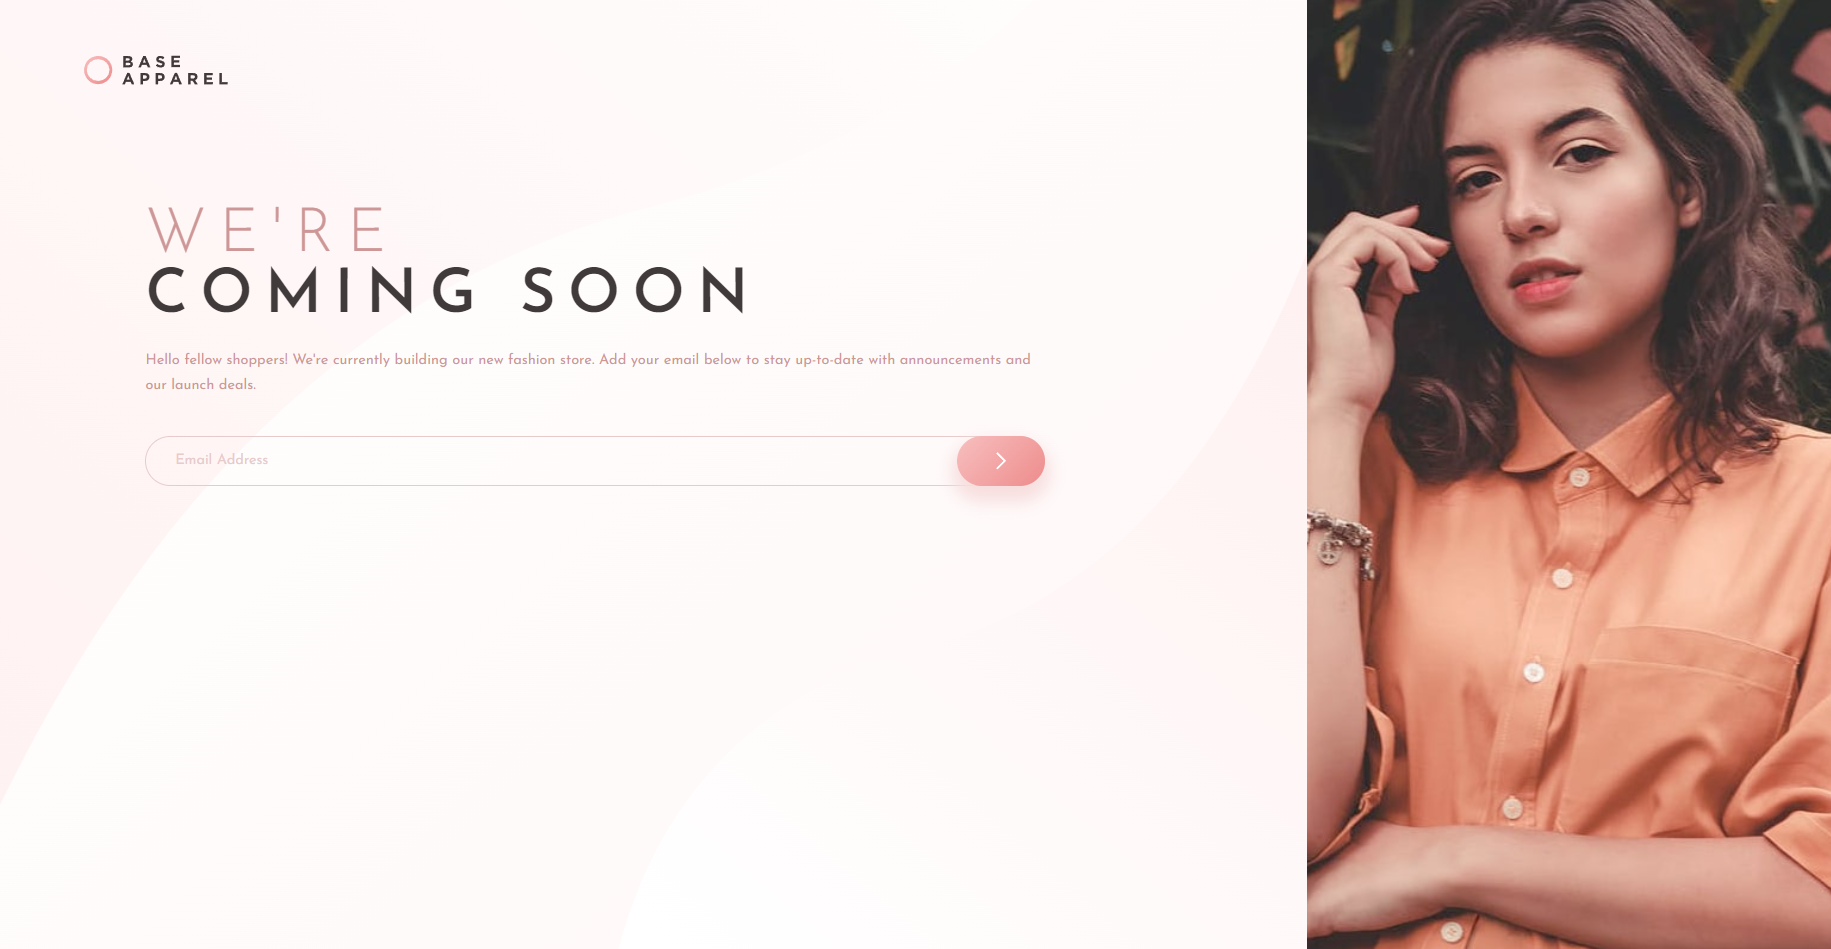 BASE
APPAREL
WE'RE
COMING SOON
Hello fellow shoppers! We're currently building our new fashion store. Add your email below to stay up-to-date with announcements and
our launch deals.
Email Address